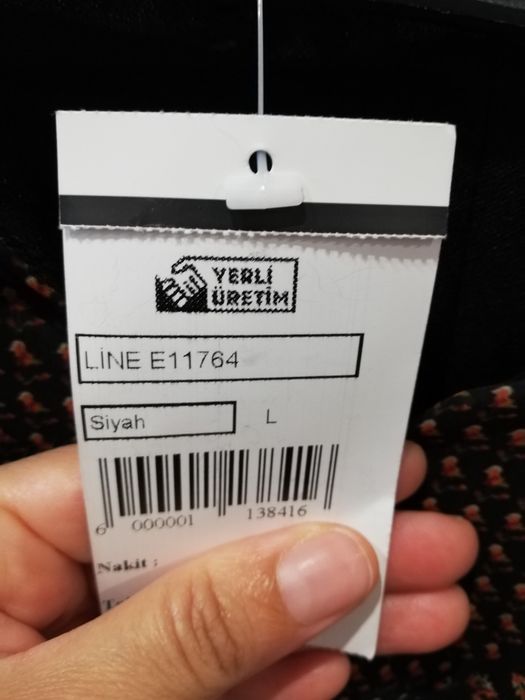 YERLİ
ÜRETİM
LİNE E11764
Siyah L
6 000001 138416
Nakit :